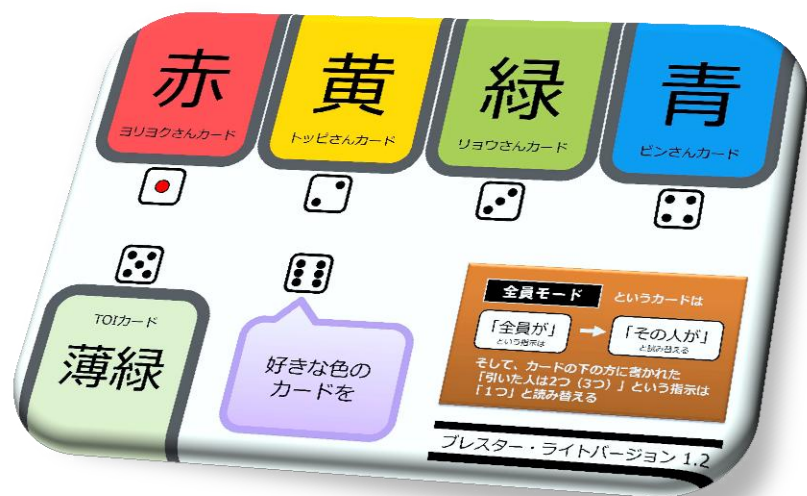 赤
ヨリヨクさんカード
黄
トッピさんカード
緑
リョウさんカード
青
ビンさんカード
TOIカード
薄緑
好きな色の
カードを
全員モード というカードは
「全員が」
という指示は
「その人が」
と読み替える
そして、カードの下の方に書かれた
「引いた人は2つ(3つ)」という指示は
「1つ」と読み替える
ブレスター・ライトバージョン 1.2